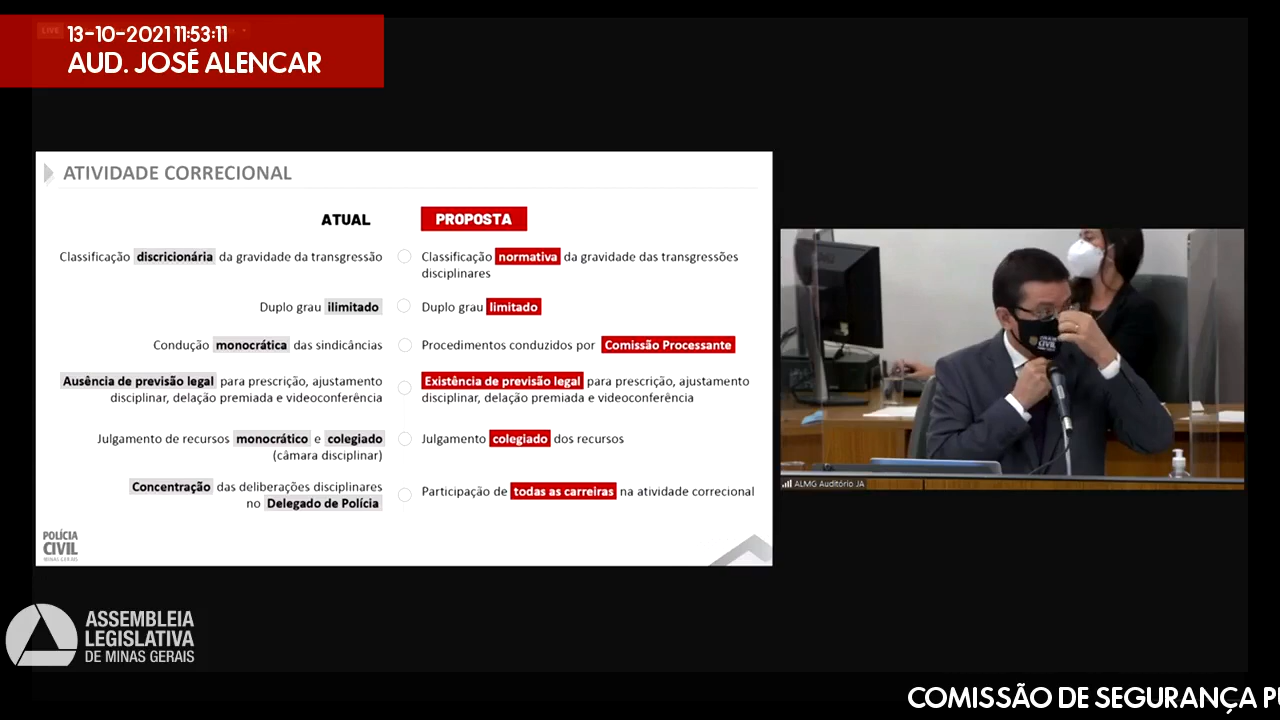 LIVE
13-10-2021 11:53:11
AUD. JOSÉ ALENCAR
ATIVIDADE CORRECIONAL
ATUAL
PROPOSTA
Classificação discricionária da gravidade da transgressão
Classificação normativa da gravidade das transgressões
disciplinares
Duplo grau ilimitado
Duplo grau limitado
Condução monocrática das sindicâncias
Procedimentos conduzidos por Comissão Processante
Ausência de previsão legal para prescrição, ajustamento
disciplinar, delação premiada e videoconferência
Existência de previsão legal para prescrição, ajustamento
disciplinar, delação premiada e videoconferência
Julgamento de recursos monocrático e colegiado
(câmara disciplinar)
Julgamento colegiado dos recursos
Concentração das deliberações disciplinares
no Delegado de Polícia
Participação de todas as carreiras na atividade correcional
POLÍCIA
CIVIL
MINAS GERAIS
CIVIL
ALMG Auditório JA
ASSEMBLEIA
LEGISLATIVA
DE MINAS GERAIS
COMISSÃO DE SEGURANÇA P